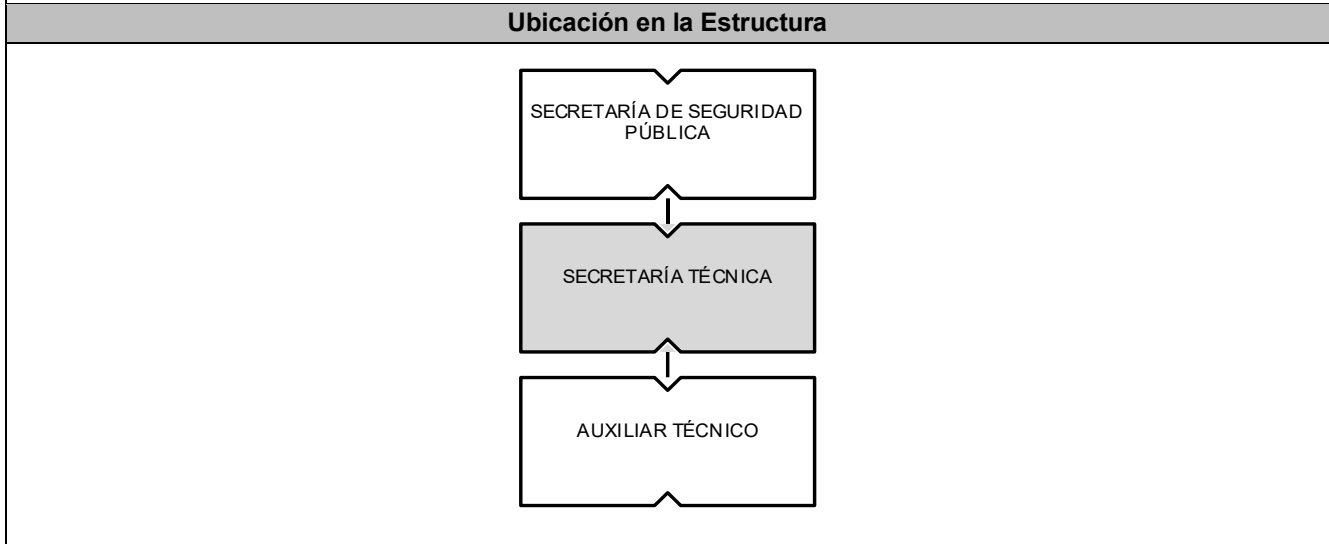 Ubicación en la Estructura
SECRETARÍA DE SEGURIDAD
PÚBLICA
SECRETARÍA TÉCNICA
AUXILIAR TÉCNICO